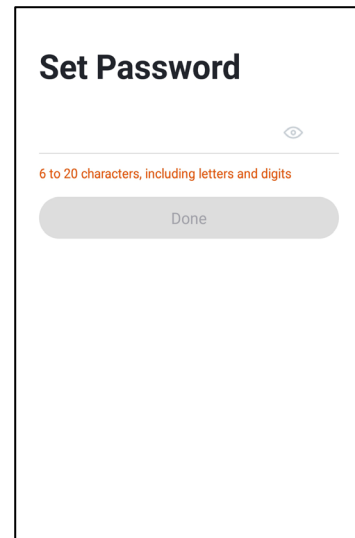 Set Password
6 to 20 characters, including letters and digits
Done